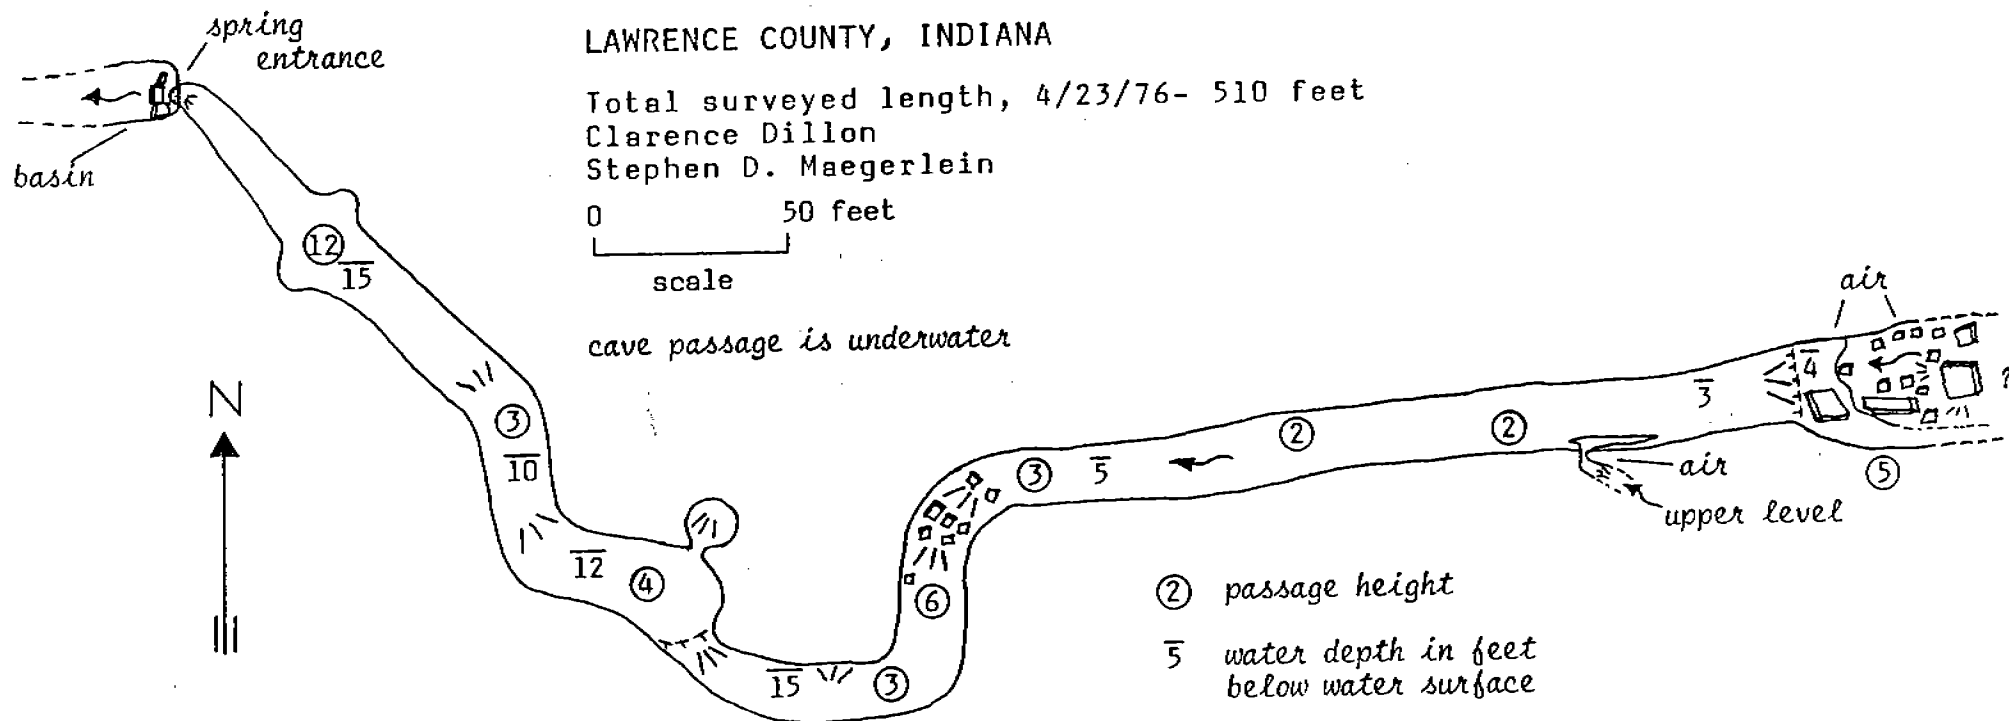 spring
entrance
basin
LAWRENCE COUNTY, INDIANA
Total surveyed length, 4/23/76- 510 feet
Clarence Dillon
Stephen D. Maegerlein
0 50 feet
scale
cave passage is underwater
N
12
15
3
10
12
4
15
3
6
3
5
2
2
3
4
air
?
5
air
upper level
2 passage height
5 water depth in feet
below water surface